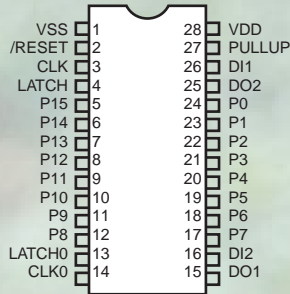 VSS 1 28 VDD
/RESET 2 27 PULLUP
CLK 3 26 DI1
LATCH 4 25 DO2
P15 5 24 P0
P14 6 23 P1
P13 7 22 P2
P12 8 21 P3
P11 9 20 P4
P10 10 19 P5
P9 11 18 P6
P8 12 17 P7
LATCH0 13 16 DI2
CLK0 14 15 DO1